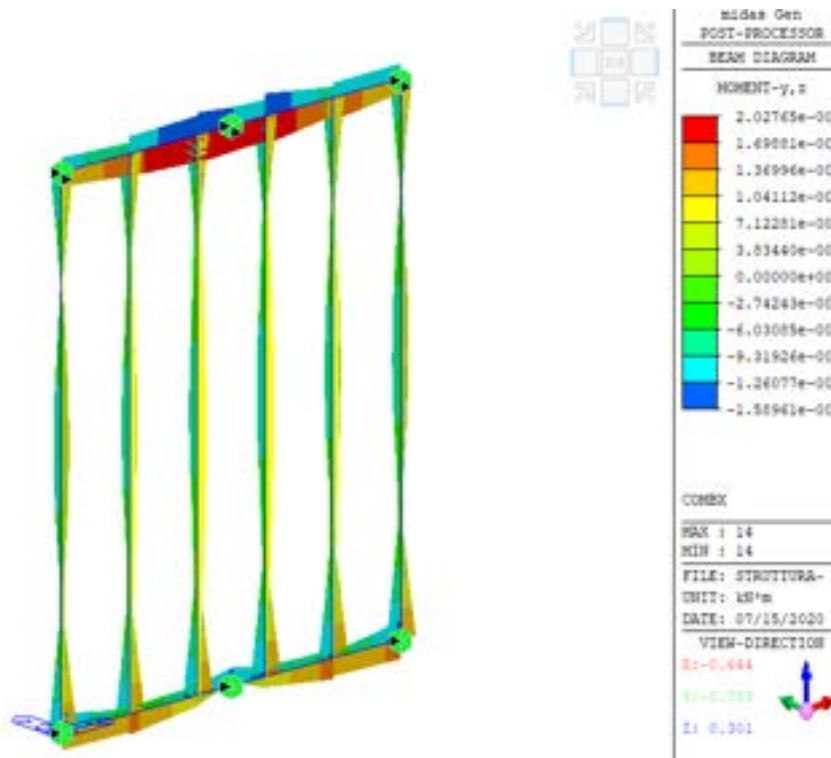 midas Gen
POST-PROCESSOR
BEAM DIAGRAM
MOMENT-y,z
2.02765e-00
1.69881e-00
1.36996e-00
1.04112e-00
7.12281e-00
3.83440e-00
0.00000e+00
-2.74243e-00
-6.03085e-00
-9.31926e-00
-1.26077e-00
-1.58961e-00
COMBX
MAX : 14
MIN : 14
FILE: STRUTTURA-
UNIT: kN*m
DATE: 07/15/2020
VIEW-DIRECTION
X:-0.644
Z: 0.301